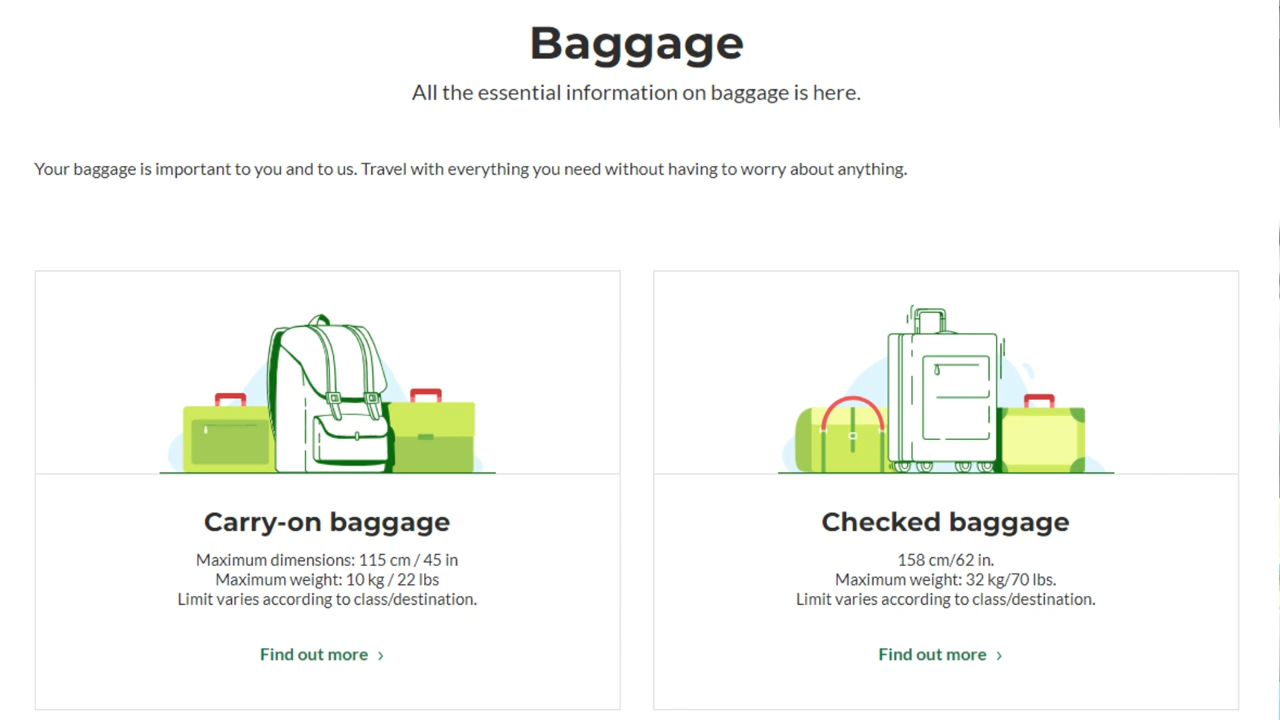 Baggage
All the essential information on baggage is here.
Your baggage is important to you and to us. Travel with everything you need without having to worry about anything.
Carry-on baggage
Maximum dimensions: 115 cm / 45 in
Maximum weight: 10 kg / 22 lbs
Limit varies according to class/destination.
Find out more ›
Checked baggage
158 cm/62 in.
Maximum weight: 32 kg/70 lbs.
Limit varies according to class/destination.
Find out more ›